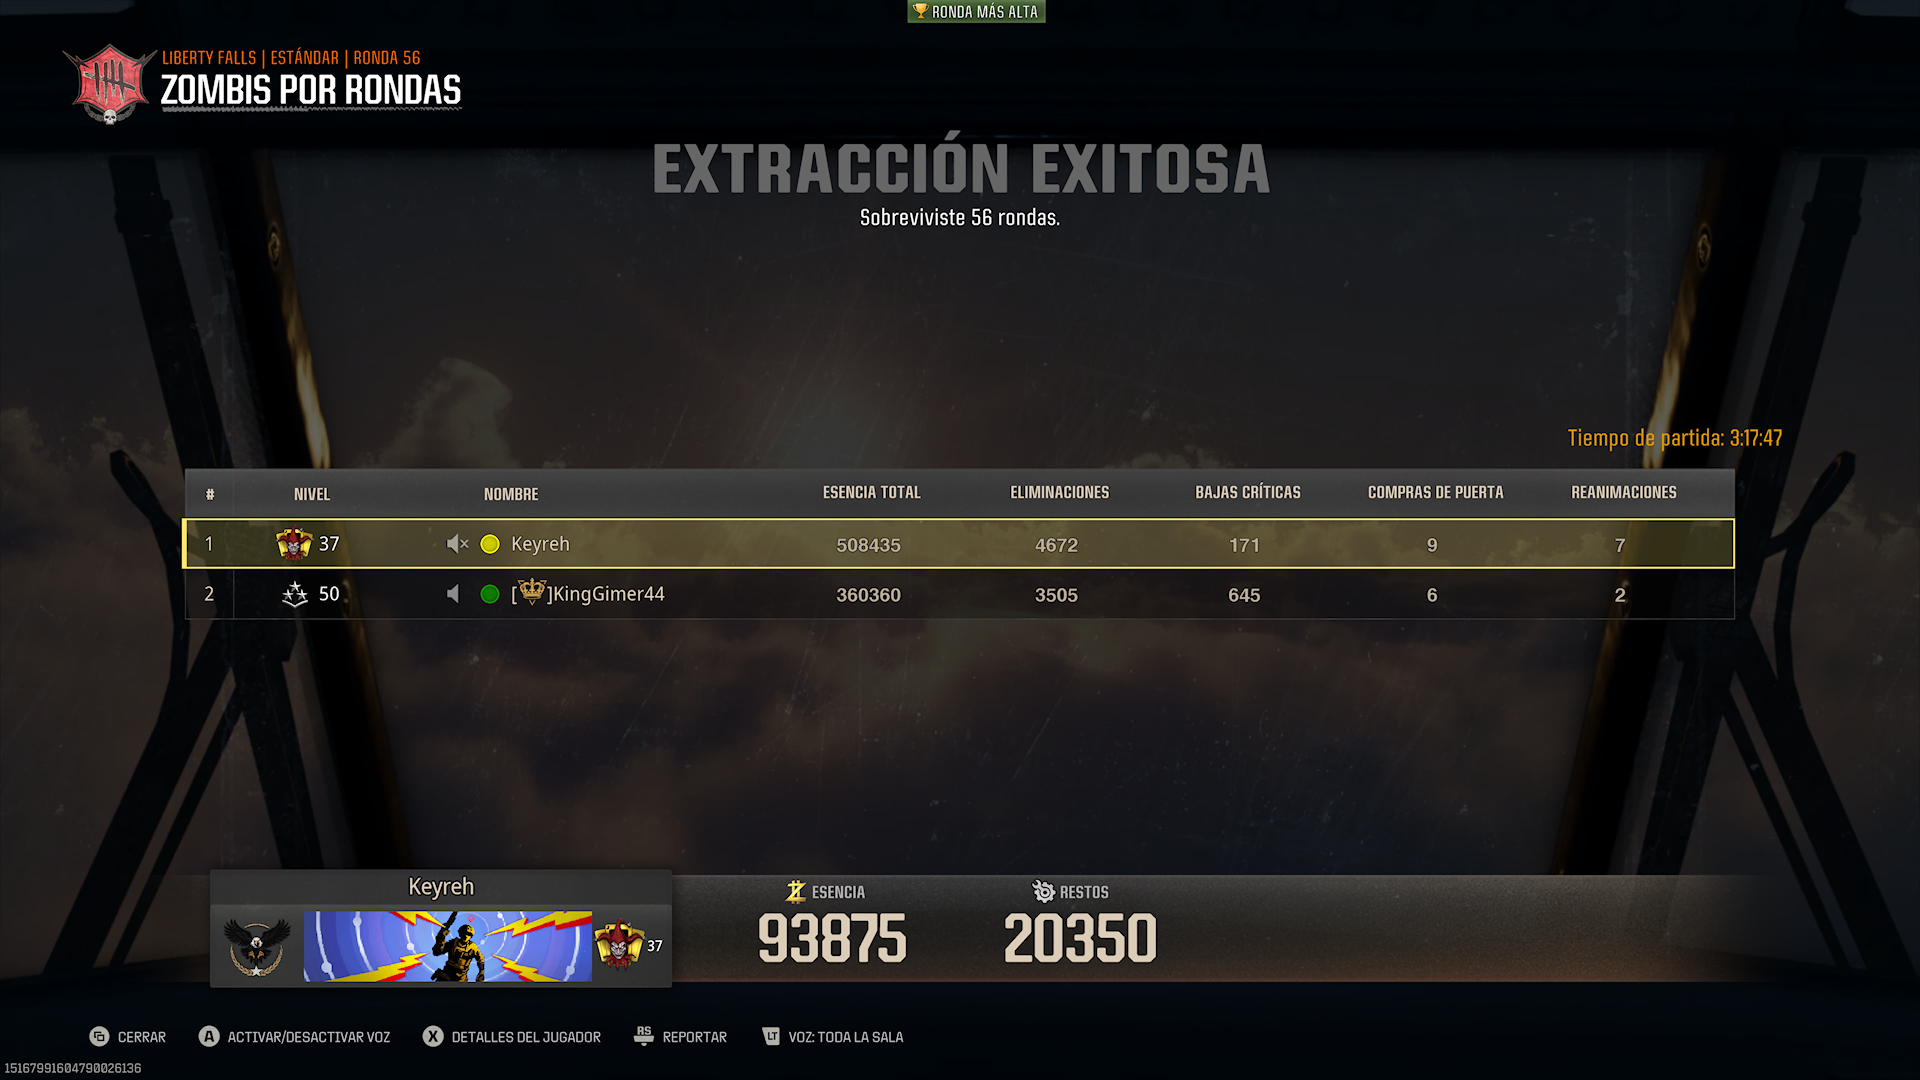 RONDA MÁS ALTA
LIBERTY FALLS | ESTÁNDAR | RONDA 56
ZOMBIS POR RONDAS
EXTRACCIÓN EXITOSA
Sobreviviste 56 rondas.
Tiempo de partida: 3:17:47
# NIVEL NOMBRE ESENCIA TOTAL ELIMINACIONES BAJAS CRÍTICAS COMPRAS DE PUERTA REANIMACIONES
1 37 Keyreh 508435 4672 171 9 7
2 50 []KingGimer44 360360 3505 645 6 2
Keyreh
37
ESENCIA
93875
RESTOS
20350
CERRAR A ACTIVAR/DESACTIVAR VOZ X DETALLES DEL JUGADOR RS REPORTAR LT VOZ: TODA LA SALA
15167991604790026136